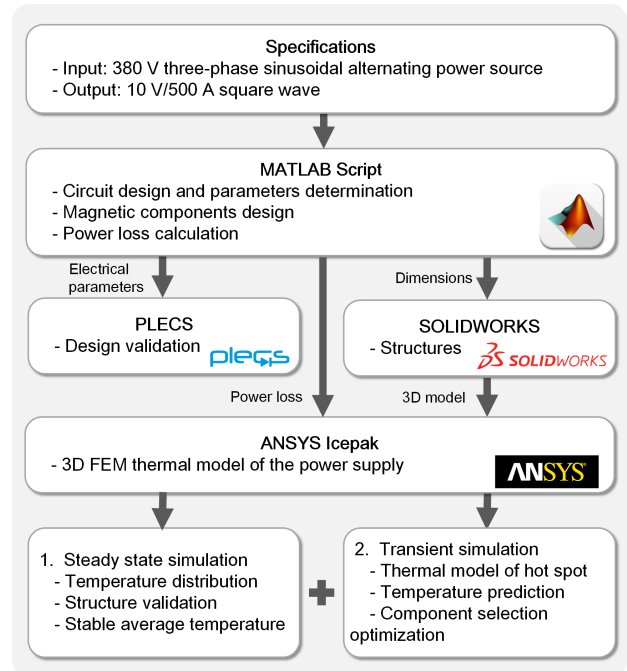 Specifications
- Input: 380 V three-phase sinusoidal alternating power source
- Output: 10 V/500 A square wave
MATLAB Script
- Circuit design and parameters determination
- Magnetic components design
- Power loss calculation
Electrical
parameters
Dimensions
PLECS
- Design validation
plecs
SOLIDWORKS
- Structures
SOLIDWORKS
Power loss
3D model
ANSYS Icepak
- 3D FEM thermal model of the power supply
ANSYS
1. Steady state simulation
- Temperature distribution
- Structure validation
- Stable average temperature
2. Transient simulation
- Thermal model of hot spot
- Temperature prediction
- Component selection
optimization